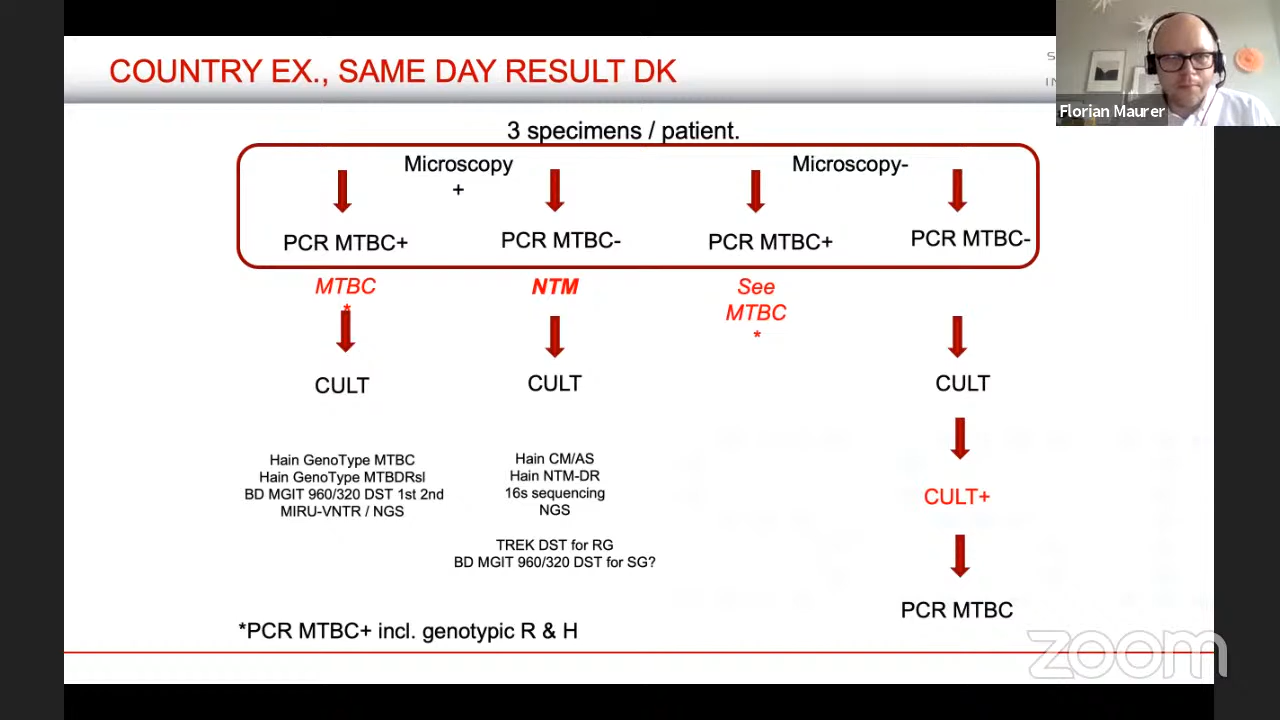 COUNTRY EX., SAME DAY RESULT DK
S
IN
Florian Maurer
3 specimens / patient.
Microscopy
+
Microscopy-
PCR MTBC+
PCR MTBC-
PCR MTBC+
PCR MTBC-
MTBC
*
NTM
See
MTBC
*
CULT
CULT
CULT
Hain GenoType MTBC
Hain GenoType MTBDRsl
BD MGIT 960/320 DST 1st 2nd
MIRU-VNTR / NGS
Hain CM/AS
Hain NTM-DR
16s sequencing
NGS
TREK DST for RG
BD MGIT 960/320 DST for SG?
CULT+
PCR MTBC
*PCR MTBC+ incl. genotypic R & H
zoom